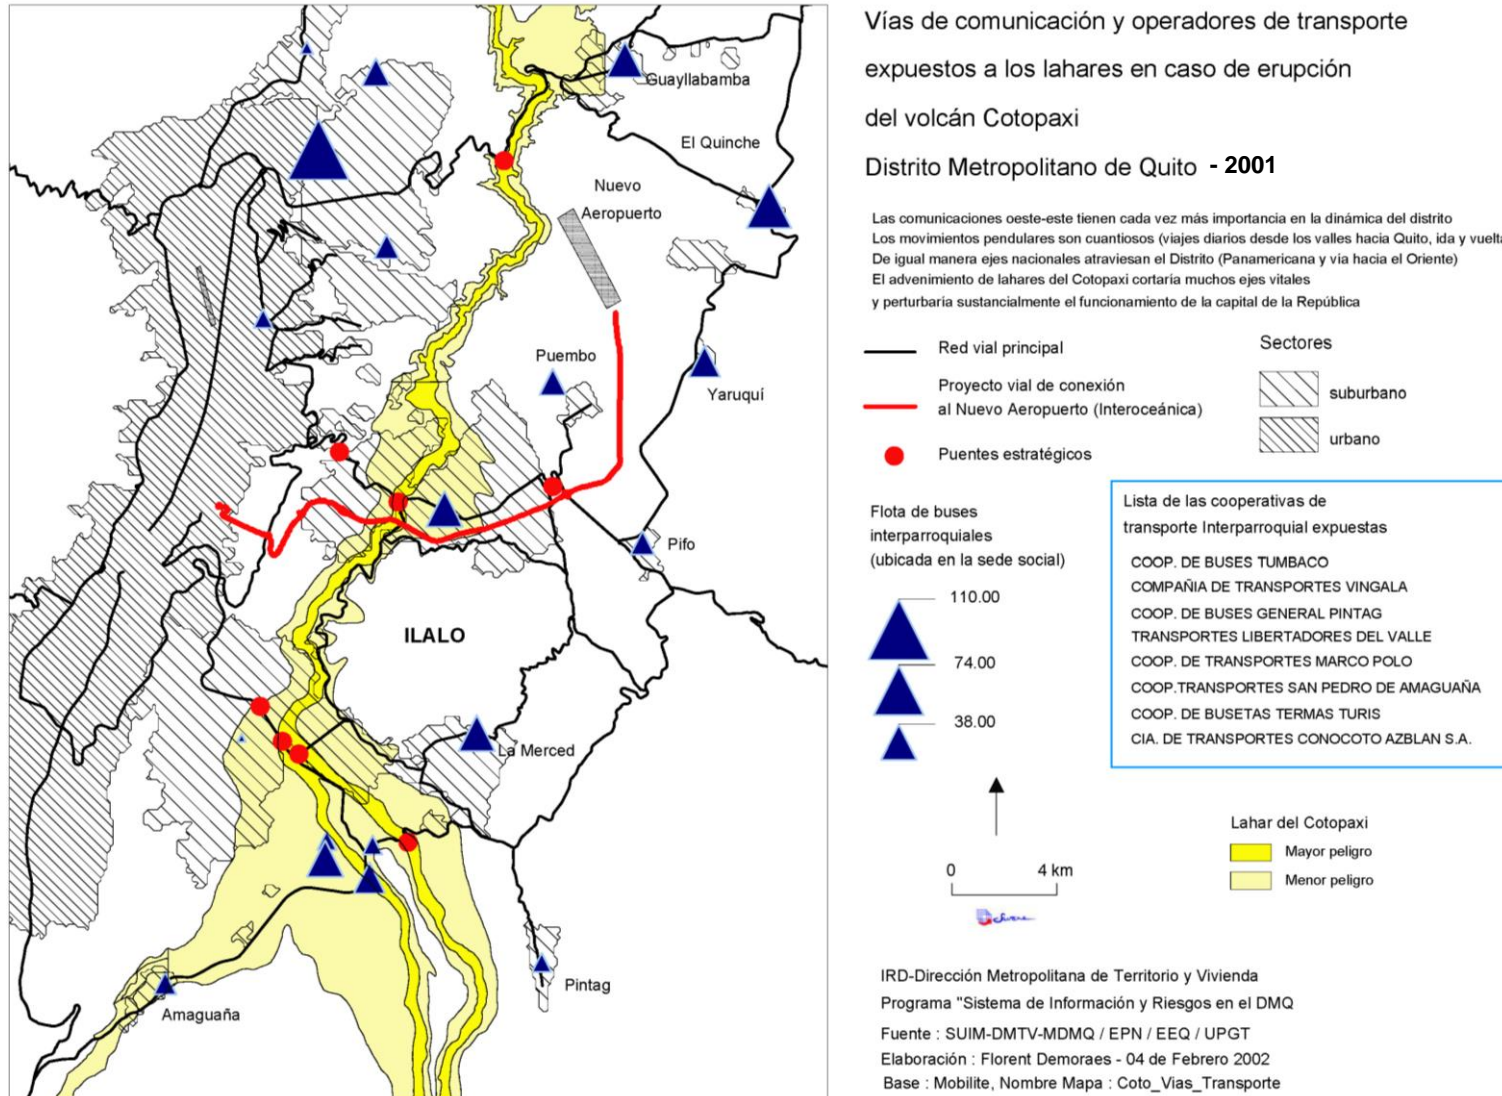 Vías de comunicación y operadores de transporte
expuestos a los lahares en caso de erupción
del volcán Cotopaxi
Distrito Metropolitano de Quito - 2001
Las comunicaciones oeste-este tienen cada vez más importancia en la dinámica del distrito
Los movimientos pendulares son cuantiosos (viajes diarios desde los valles hacia Quito, ida y vuelta
De igual manera ejes nacionales atraviesan el Distrito (Panamericana y via hacia el Oriente)
El advenimiento de lahares del Cotopaxi cortaria muchos ejes vitales
y perturbaria sustancialmente el funcionamiento de la capital de la República
Red vial principal
Proyecto vial de conexión
al Nuevo Aeropuerto (Interoceánica)
Puentes estratégicos
Sectores
suburbano
urbano
Flota de buses
interparroquiales
(ubicada en la sede social)
110.00
74.00
38.00
Lista de las cooperativas de
transporte Interparroquial expuestas
COOP. DE BUSES TUMBACO
COMPAÑIA DE TRANSPORTES VINGALA
COOP. DE BUSES GENERAL PINTAG
TRANSPORTES LIBERTADORES DEL VALLE
COOP. DE TRANSPORTES MARCO POLO
COOP.TRANSPORTES SAN PEDRO DE AMAGUAÑA
COOP. DE BUSETAS TERMAS TURIS
CIA. DE TRANSPORTES CONOCOTO AZBLAN S.A.
0 4 km
Lahar del Cotopaxi
Mayor peligro
Menor peligro
IRD-Dirección Metropolitana de Territorio y Vivienda
Programa "Sistema de Información y Riesgos en el DMQ
Fuente : SUIM-DMTV-MDMQ / EPN / EEQ / UPGT
Elaboración : Florent Demoraes - 04 de Febrero 2002
Base : Mobilite, Nombre Mapa : Coto_Vias_Transporte
Guayllabamba
El Quinche
Nuevo
Aeropuerto
Puembo
Yaruquí
Pifo
ILALO
La Merced
Pintag
Amaguaña